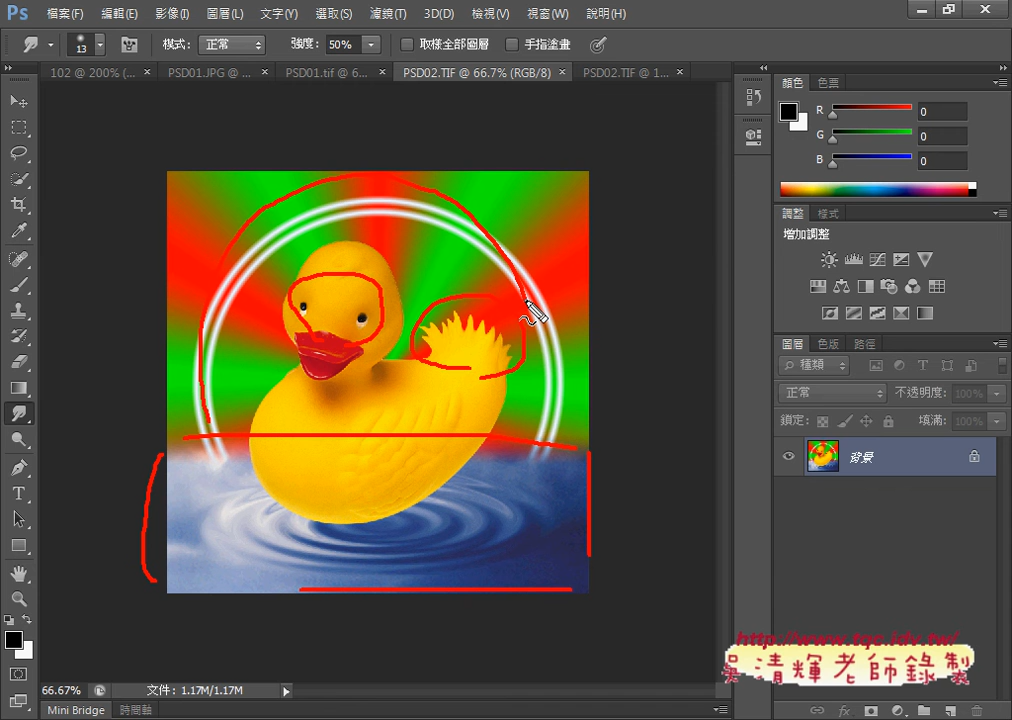 Ps 檔案(F) 編輯(E) 影像(I) 圖層(L) 文字(Y) 選取(S) 濾鏡(T) 3D(D) 檢視(V) 視窗(W) 說明(H)
13 模式: 正常 強度: 50% 取樣全部圖層 手指塗畫
102 @ 200% (... × PSD01.JPG @ ... × PSD01.tif @ 6... × PSD02.TIF @ 66.7% (RGB/8) × PSD02.TIF @ 1... ×
顏色 色票
R 0
G 0
B 0
調整 樣式
增加調整
圖層 色版 路徑
種類
正常 不透明度: 100%
鎖定: 填滿: 100%
背景
http://www.tqc.idv.tw/
吳清輝老師錄製
66.67% 文件: 1.17M/1.17M
Mini Bridge 時間軸